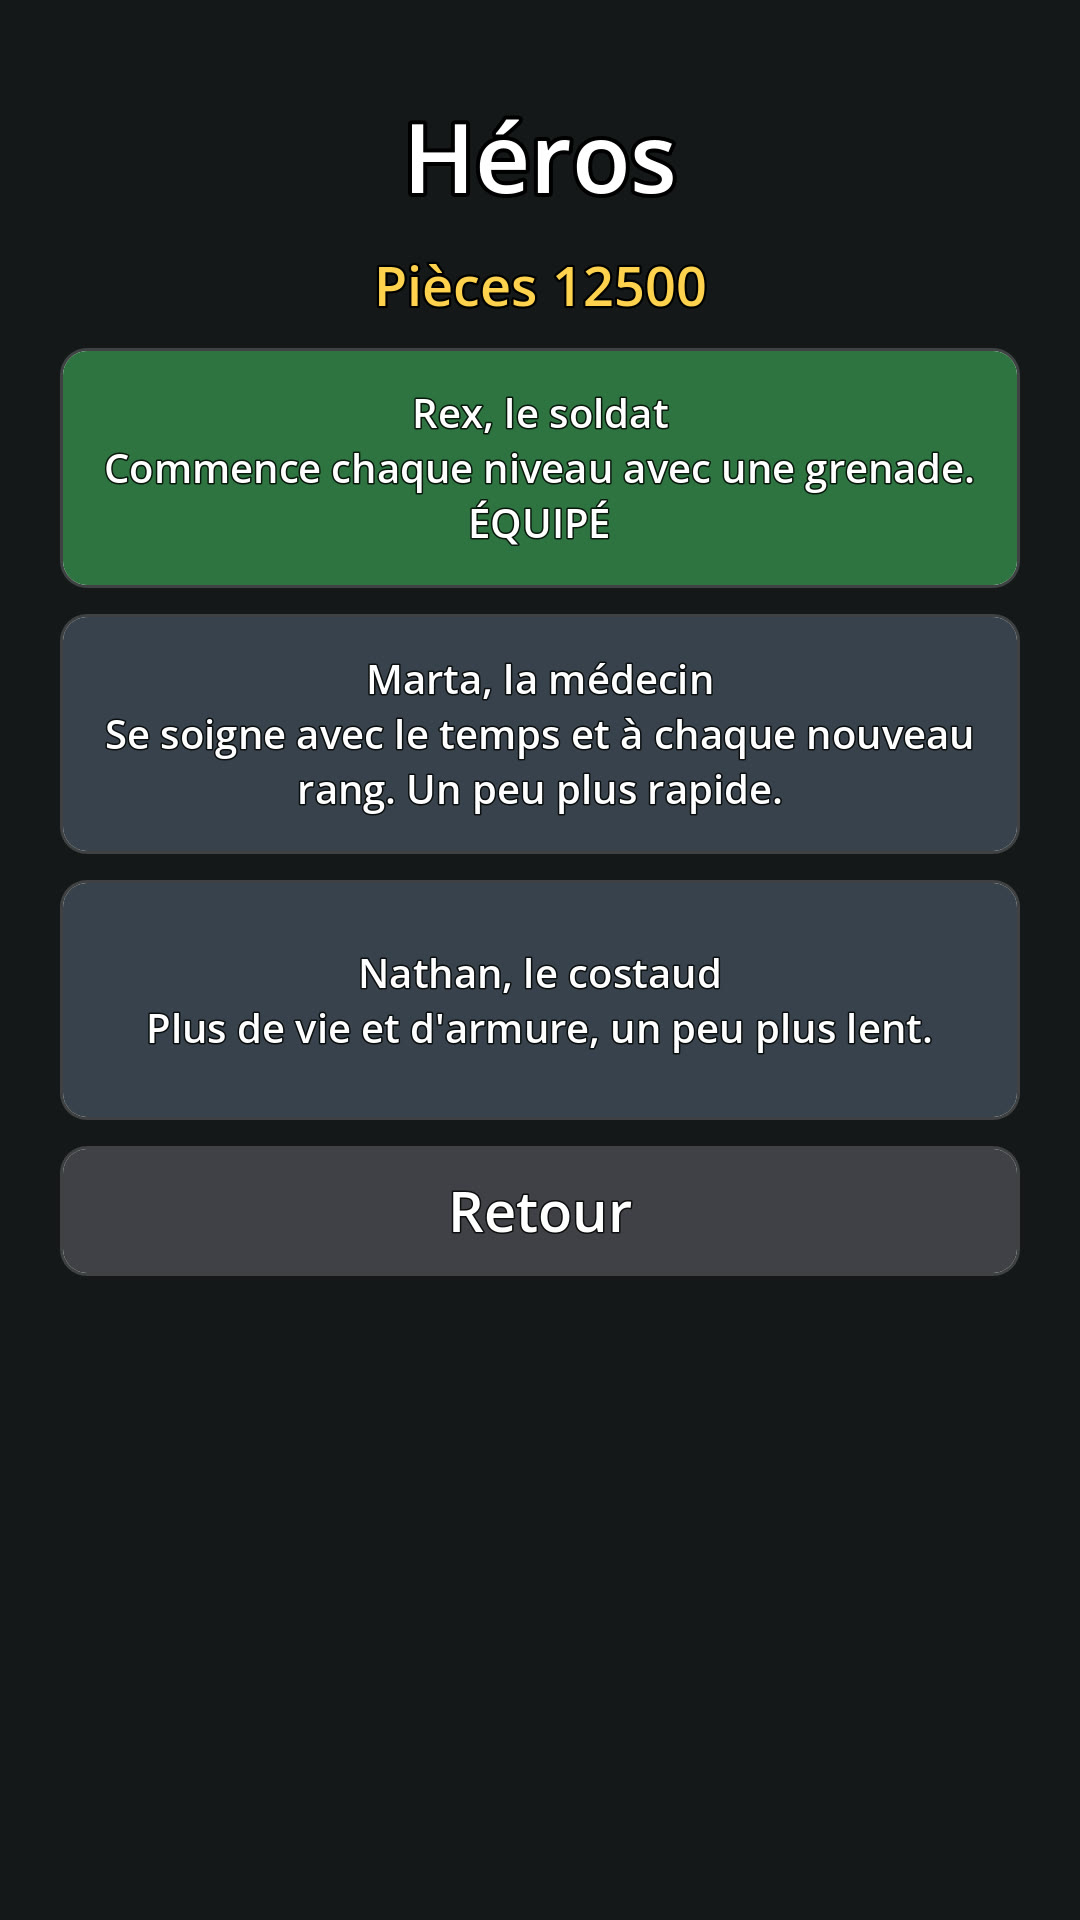 Héros
Pièces 12500
Rex, le soldat
Commence chaque niveau avec une grenade.
ÉQUIPÉ
Marta, la médecin
Se soigne avec le temps et à chaque nouveau
rang. Un peu plus rapide.
Nathan, le costaud
Plus de vie et d'armure, un peu plus lent.
Retour